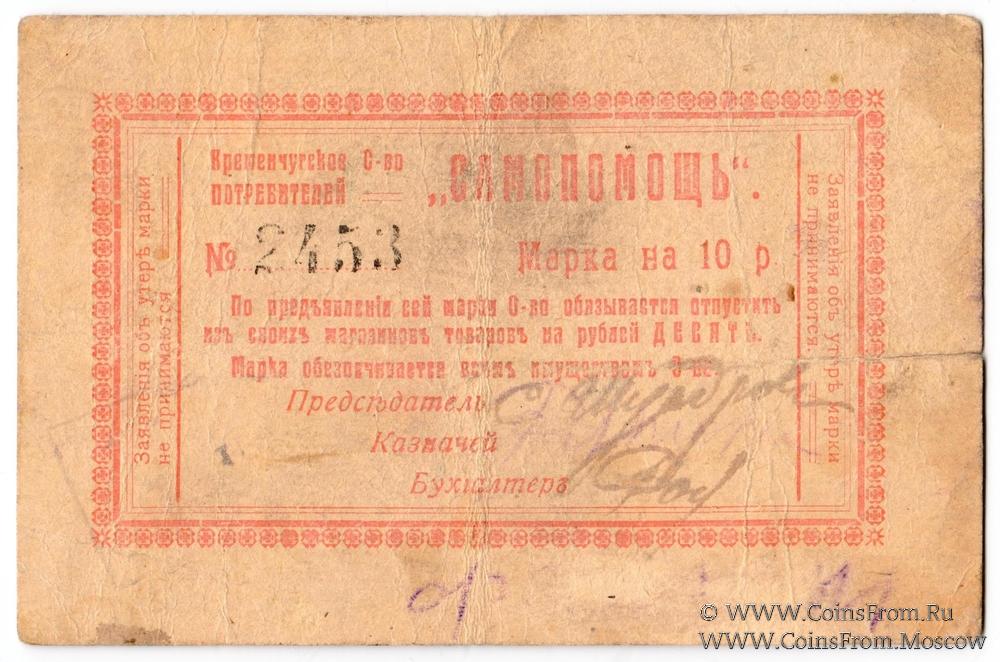 Заявленія объ утерѣ марки
не принимаются
Кременчугское О-во
ПОТРЕБИТЕЛЕЙ
„САМОПОМОЩЬ“.
№ 2453
Марка на 10 р.
По предъявленіи сей марки О-во обязывается отпустить
изъ своихъ магазиновъ товаровъ на рублей ДЕСЯТЬ.
Марка обезпечивается всѣмъ имуществомъ О-ва.
Предсѣдатель
Казначей
Бухгалтеръ
Заявленія объ утерѣ марки
не принимаются
© WWW.CoinsFrom.Ru
WWW.CoinsFrom.Moscow